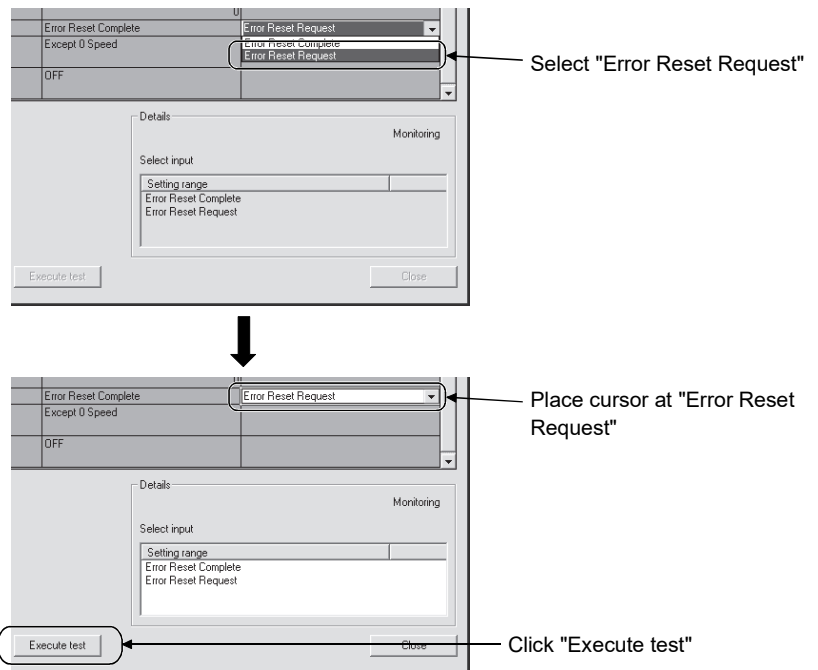 0
Error Reset Complete Error Reset Request
Except 0 Speed Error Reset Complete
Error Reset Request
OFF
Select "Error Reset Request"
Details
Monitoring
Select input
Setting range
Error Reset Complete
Error Reset Request
Execute test Close
Error Reset Complete Error Reset Request
Except 0 Speed
OFF
Place cursor at "Error Reset
Request"
Details
Monitoring
Select input
Setting range
Error Reset Complete
Error Reset Request
Execute test Close
Click "Execute test"